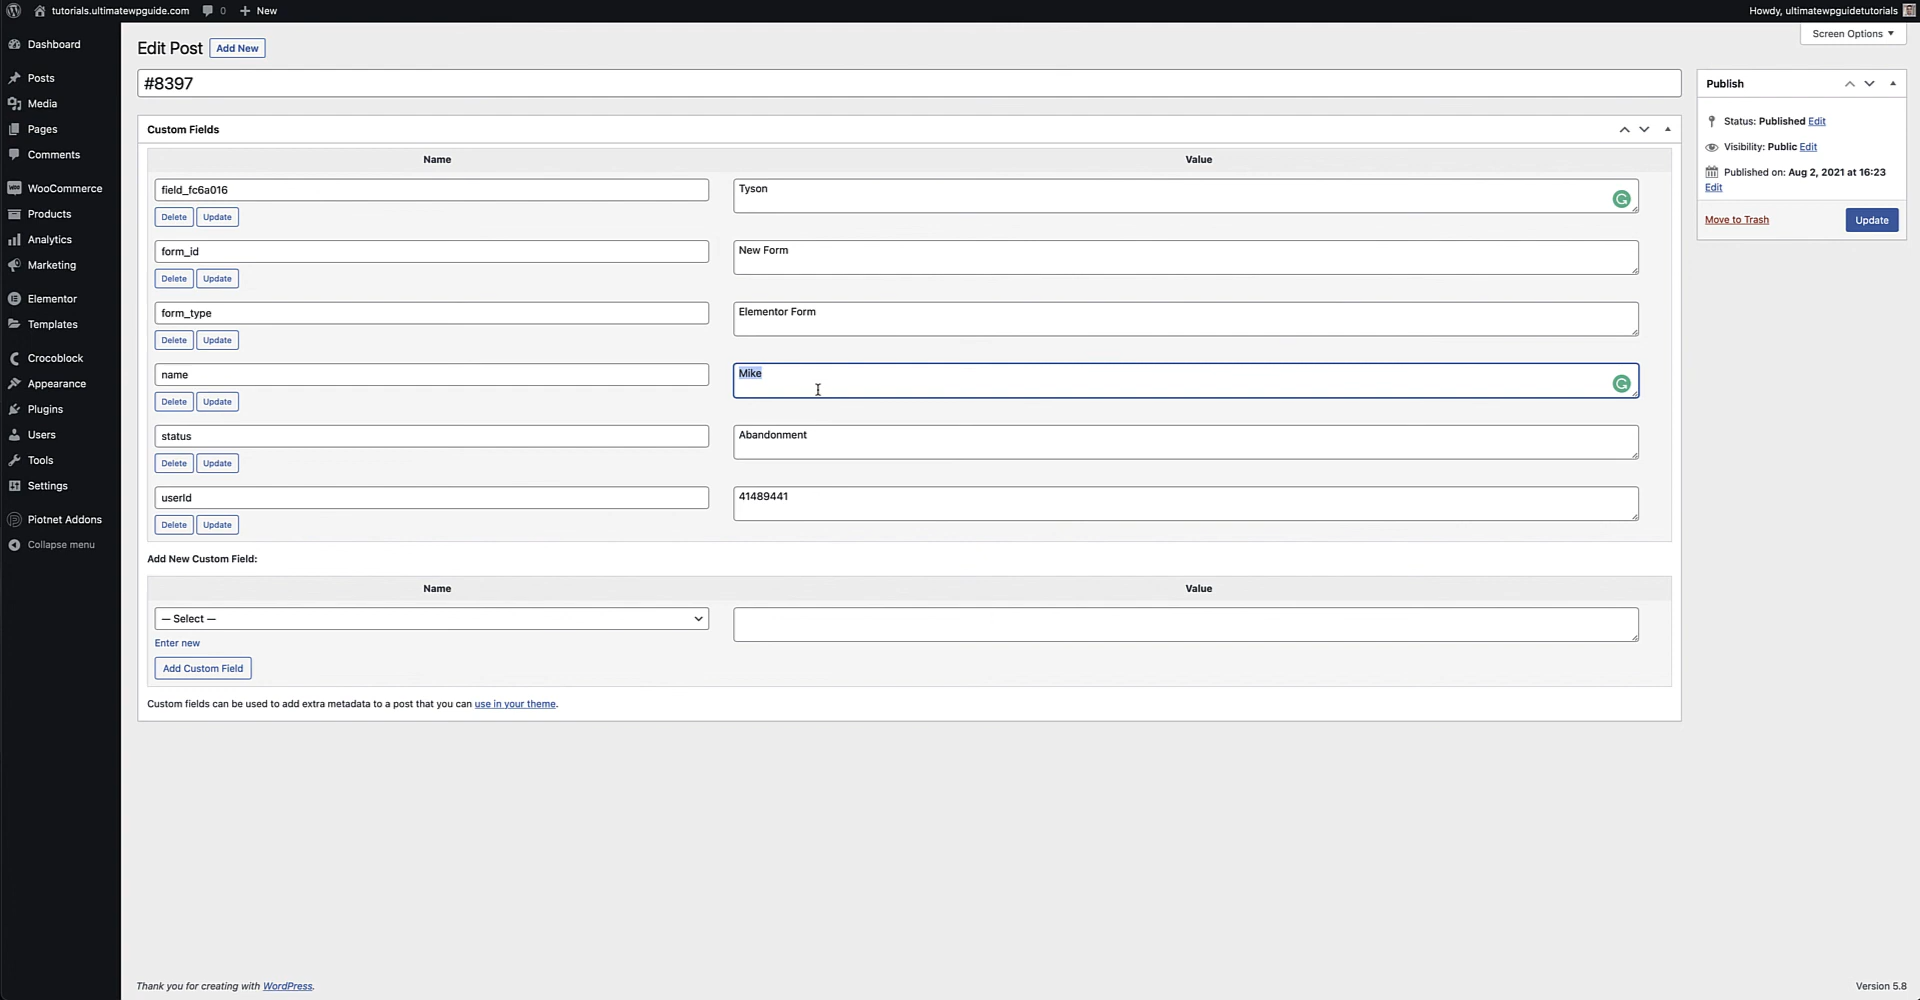 tutorials.ultimatewpguide.com 0 + New Howdy, ultimatewpguidetutorials
Screen Options ▼
Dashboard
Posts
Media
Pages
Comments
WooCommerce
Products
Analytics
Marketing
Elementor
Templates
Crocoblock
Appearance
Plugins
Users
Tools
Settings
Piotnet Addons
Collapse menu
Edit Post Add New
#8397
Custom Fields
Name Value
field_fc6a016 Tyson
Delete Update
form_id New Form
Delete Update
form_type Elementor Form
Delete Update
name Mike
Delete Update
status Abandonment
Delete Update
userId 41489441
Delete Update
Add New Custom Field:
Name Value
— Select —
Enter new
Add Custom Field
Custom fields can be used to add extra metadata to a post that you can use in your theme.
Publish
Status: Published Edit
Visibility: Public Edit
Published on: Aug 2, 2021 at 16:23
Edit
Move to Trash Update
Thank you for creating with WordPress. Version 5.8